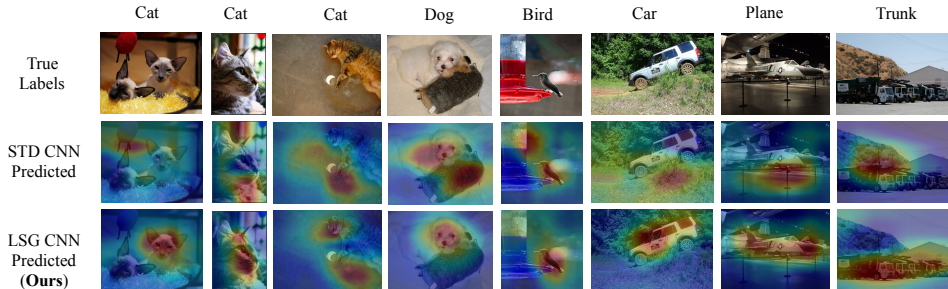 Cat Cat Cat Dog Bird Car Plane Trunk
True
Labels
STD CNN
Predicted
LSG CNN
Predicted
(Ours)